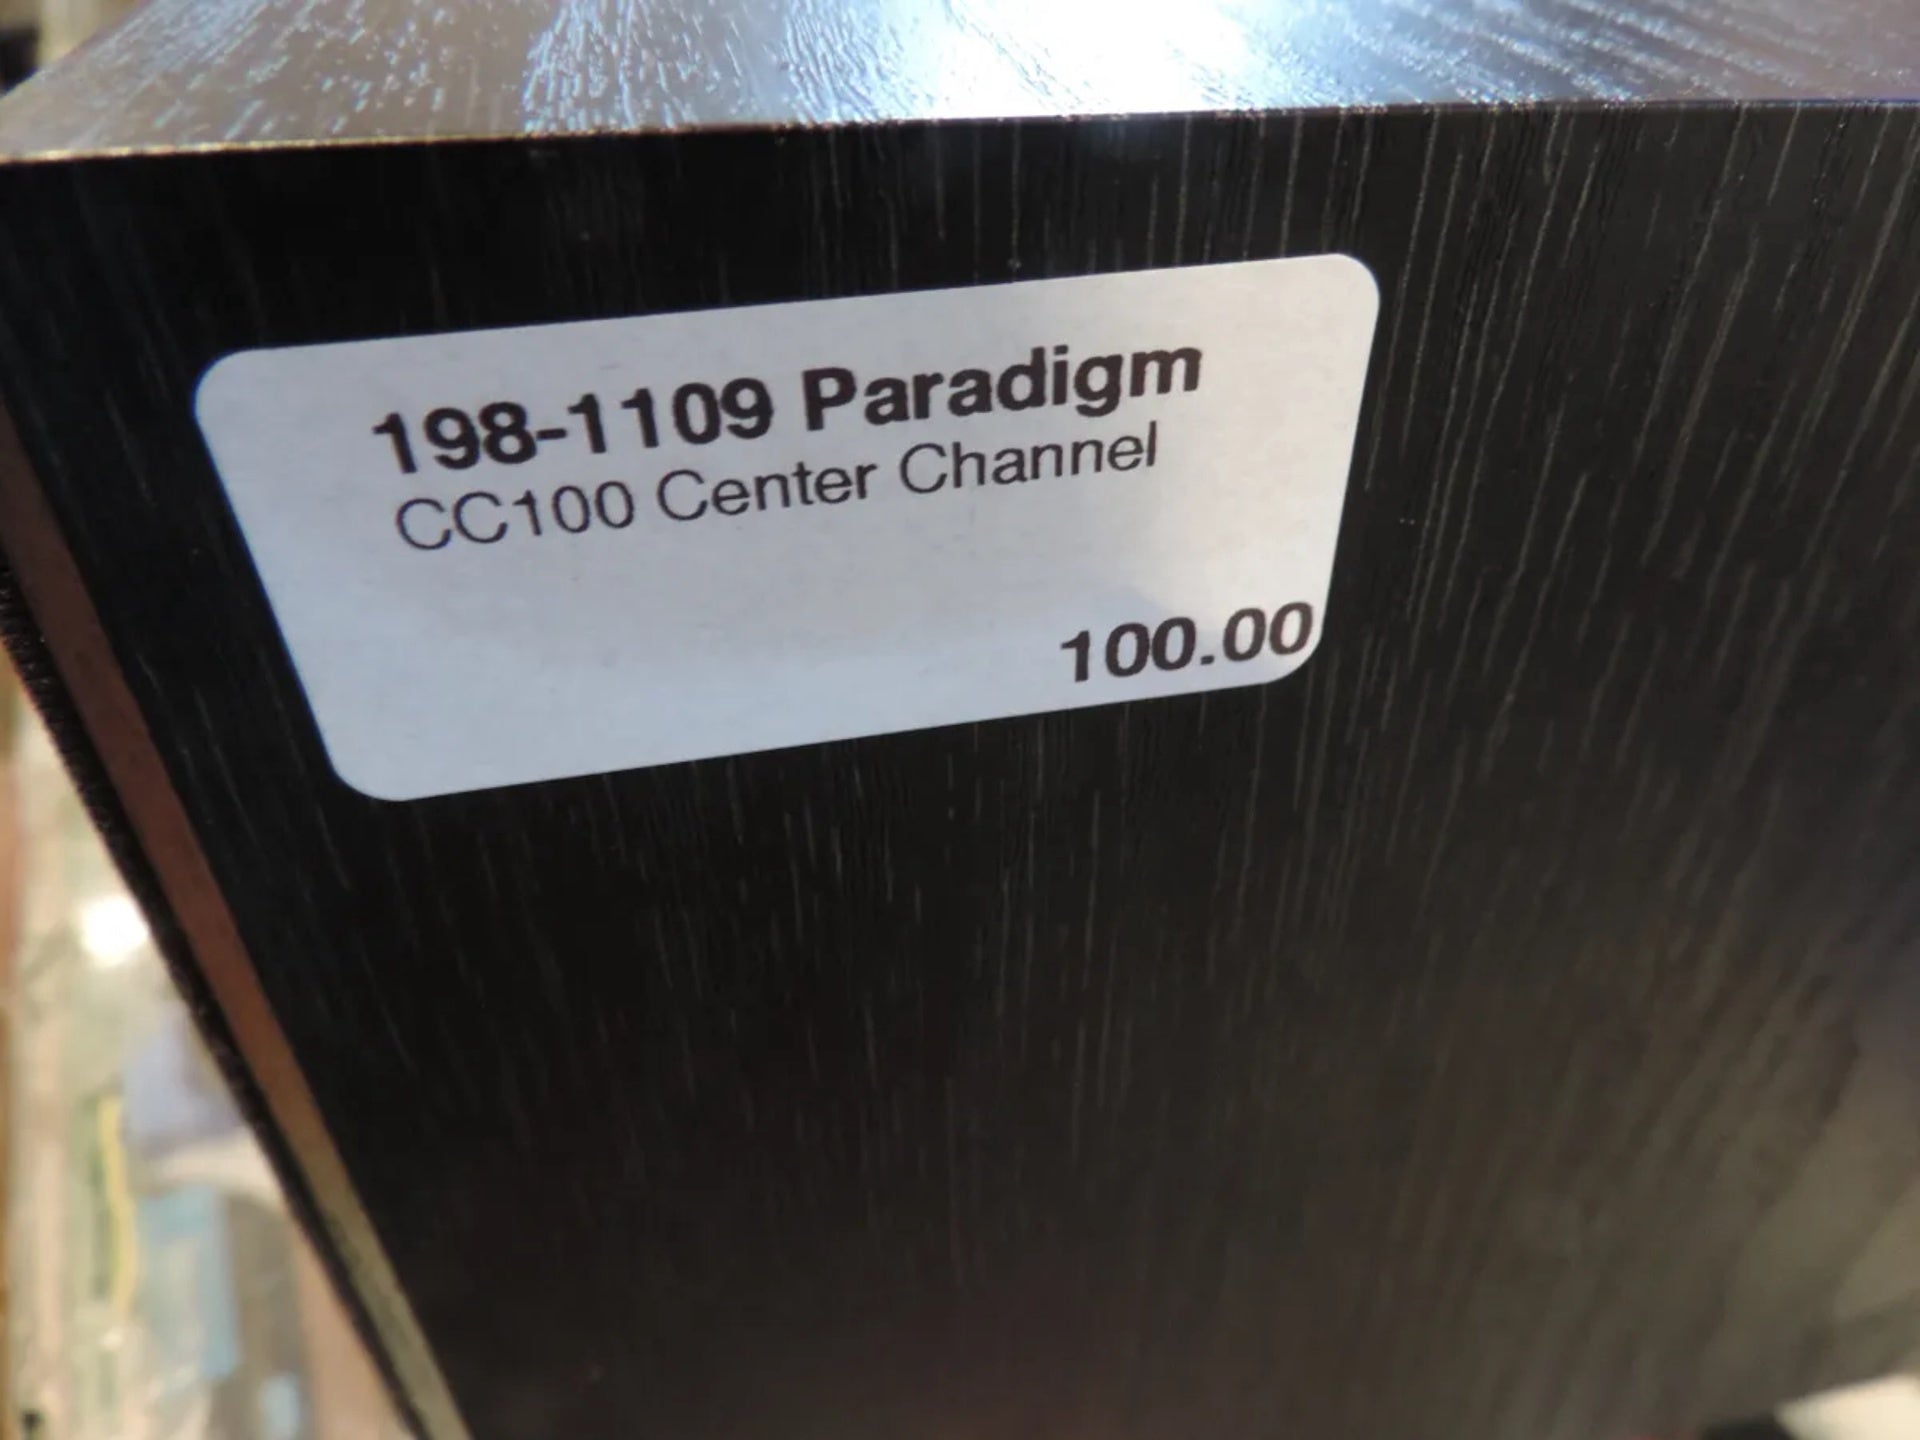 198-1109 Paradigm
CC100 Center Channel
100.00